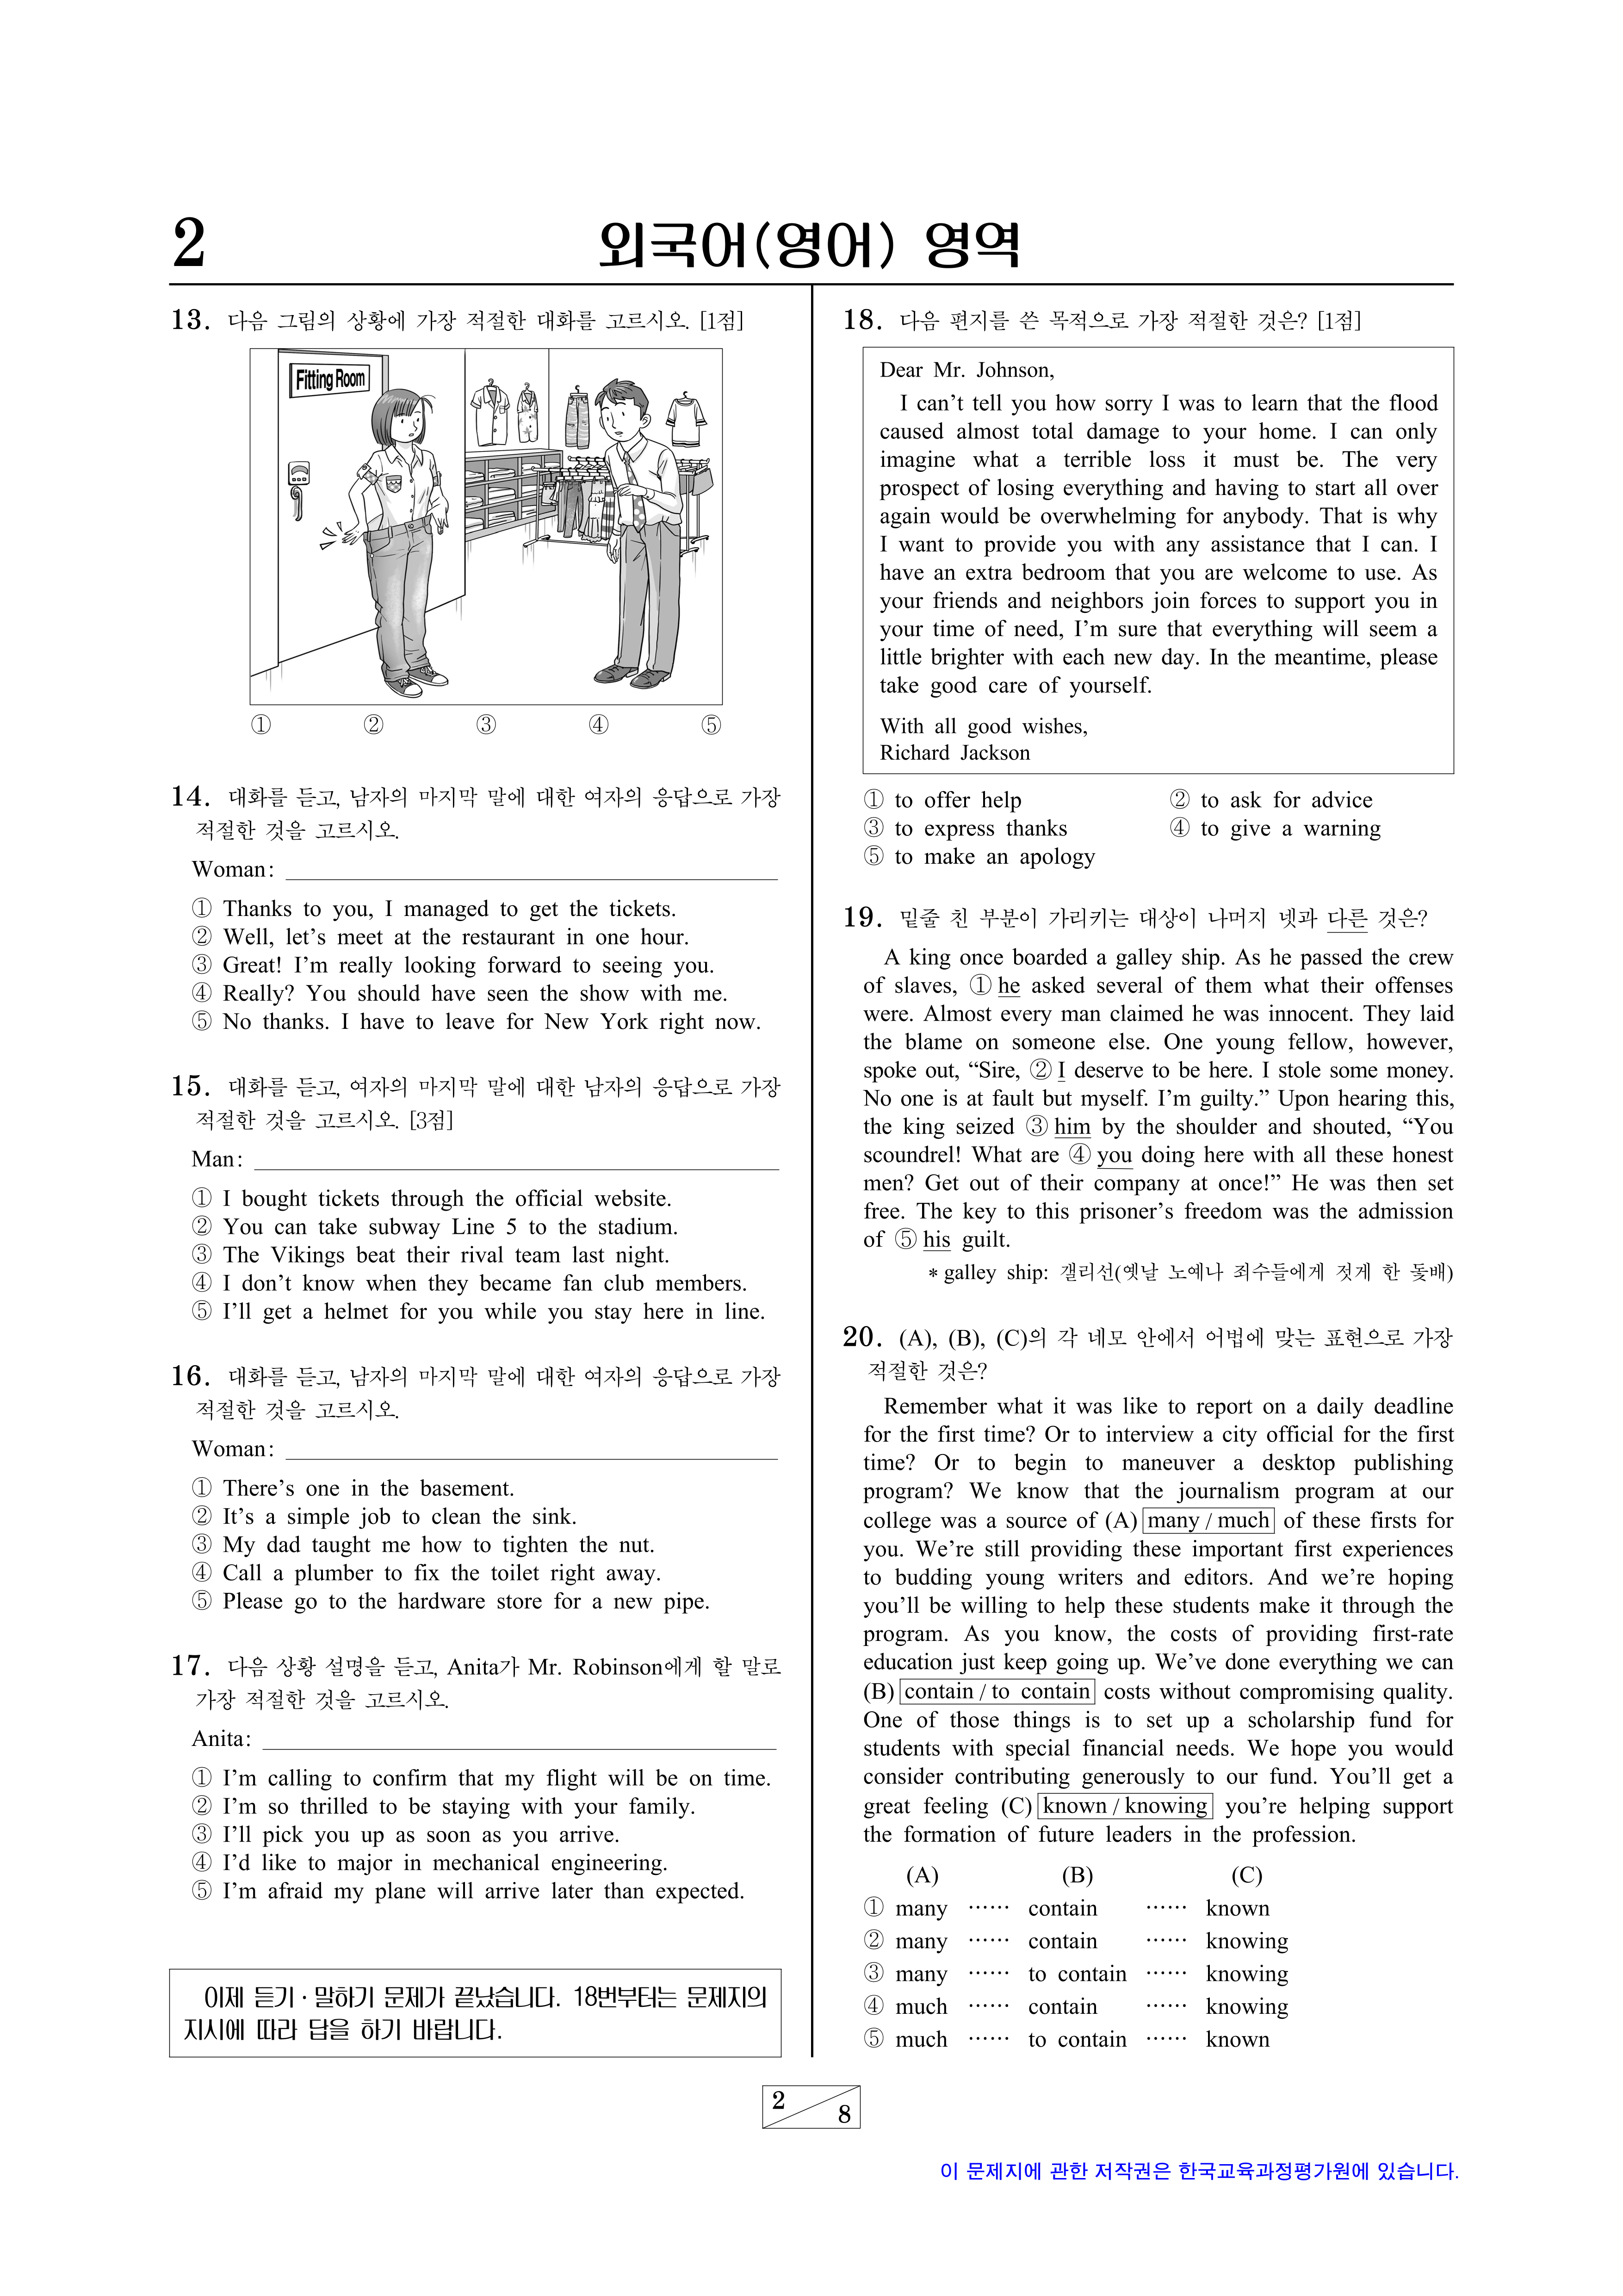 2
외국어(영어) 영역
13. 다음 그림의 상황에 가장 적절한 대화를 고르시오. [1점]
Fitting Room
① ② ③ ④ ⑤
14. 대화를 듣고, 남자의 마지막 말에 대한 여자의 응답으로 가장
적절한 것을 고르시오.
Woman:
① Thanks to you, I managed to get the tickets.
② Well, let's meet at the restaurant in one hour.
③ Great! I'm really looking forward to seeing you.
④ Really? You should have seen the show with me.
⑤ No thanks. I have to leave for New York right now.
15. 대화를 듣고, 여자의 마지막 말에 대한 남자의 응답으로 가장
적절한 것을 고르시오. [3점]
Man:
① I bought tickets through the official website.
② You can take subway Line 5 to the stadium.
③ The Vikings beat their rival team last night.
④ I don't know when they became fan club members.
⑤ I'll get a helmet for you while you stay here in line.
16. 대화를 듣고, 남자의 마지막 말에 대한 여자의 응답으로 가장
적절한 것을 고르시오.
Woman:
① There's one in the basement.
② It's a simple job to clean the sink.
③ My dad taught me how to tighten the nut.
④ Call a plumber to fix the toilet right away.
⑤ Please go to the hardware store for a new pipe.
17. 다음 상황 설명을 듣고, Anita가 Mr. Robinson에게 할 말로
가장 적절한 것을 고르시오.
Anita:
① I'm calling to confirm that my flight will be on time.
② I'm so thrilled to be staying with your family.
③ I'll pick you up as soon as you arrive.
④ I'd like to major in mechanical engineering.
⑤ I'm afraid my plane will arrive later than expected.
이제 듣기·말하기 문제가 끝났습니다. 18번부터는 문제지의
지시에 따라 답을 하기 바랍니다.
18. 다음 편지를 쓴 목적으로 가장 적절한 것은? [1점]
Dear Mr. Johnson,
I can't tell you how sorry I was to learn that the flood
caused almost total damage to your home. I can only
imagine what a terrible loss it must be. The very
prospect of losing everything and having to start all over
again would be overwhelming for anybody. That is why
I want to provide you with any assistance that I can. I
have an extra bedroom that you are welcome to use. As
your friends and neighbors join forces to support you in
your time of need, I'm sure that everything will seem a
little brighter with each new day. In the meantime, please
take good care of yourself.
With all good wishes,
Richard Jackson
① to offer help ② to ask for advice
③ to express thanks ④ to give a warning
⑤ to make an apology
19. 밑줄 친 부분이 가리키는 대상이 나머지 넷과 다른 것은?
A king once boarded a galley ship. As he passed the crew
of slaves, ① he asked several of them what their offenses
were. Almost every man claimed he was innocent. They laid
the blame on someone else. One young fellow, however,
spoke out, “Sire, ② I deserve to be here. I stole some money.
No one is at fault but myself. I'm guilty.” Upon hearing this,
the king seized ③ him by the shoulder and shouted, “You
scoundrel! What are ④ you doing here with all these honest
men? Get out of their company at once!” He was then set
free. The key to this prisoner's freedom was the admission
of ⑤ his guilt.
* galley ship: 갤리선(옛날 노예나 죄수들에게 젓게 한 돛배)
20. (A), (B), (C)의 각 네모 안에서 어법에 맞는 표현으로 가장
적절한 것은?
Remember what it was like to report on a daily deadline
for the first time? Or to interview a city official for the first
time? Or to begin to maneuver a desktop publishing
program? We know that the journalism program at our
college was a source of (A) many / much of these firsts for
you. We're still providing these important first experiences
to budding young writers and editors. And we're hoping
you'll be willing to help these students make it through the
program. As you know, the costs of providing first-rate
education just keep going up. We've done everything we can
(B) contain / to contain costs without compromising quality.
One of those things is to set up a scholarship fund for
students with special financial needs. We hope you would
consider contributing generously to our fund. You'll get a
great feeling (C) known / knowing you're helping support
the formation of future leaders in the profession.
(A) (B) (C)
① many ······ contain ······ known
② many ······ contain ······ knowing
③ many ······ to contain ······ knowing
④ much ······ contain ······ knowing
⑤ much ······ to contain ······ known
2
8
이 문제지에 관한 저작권은 한국교육과정평가원에 있습니다.